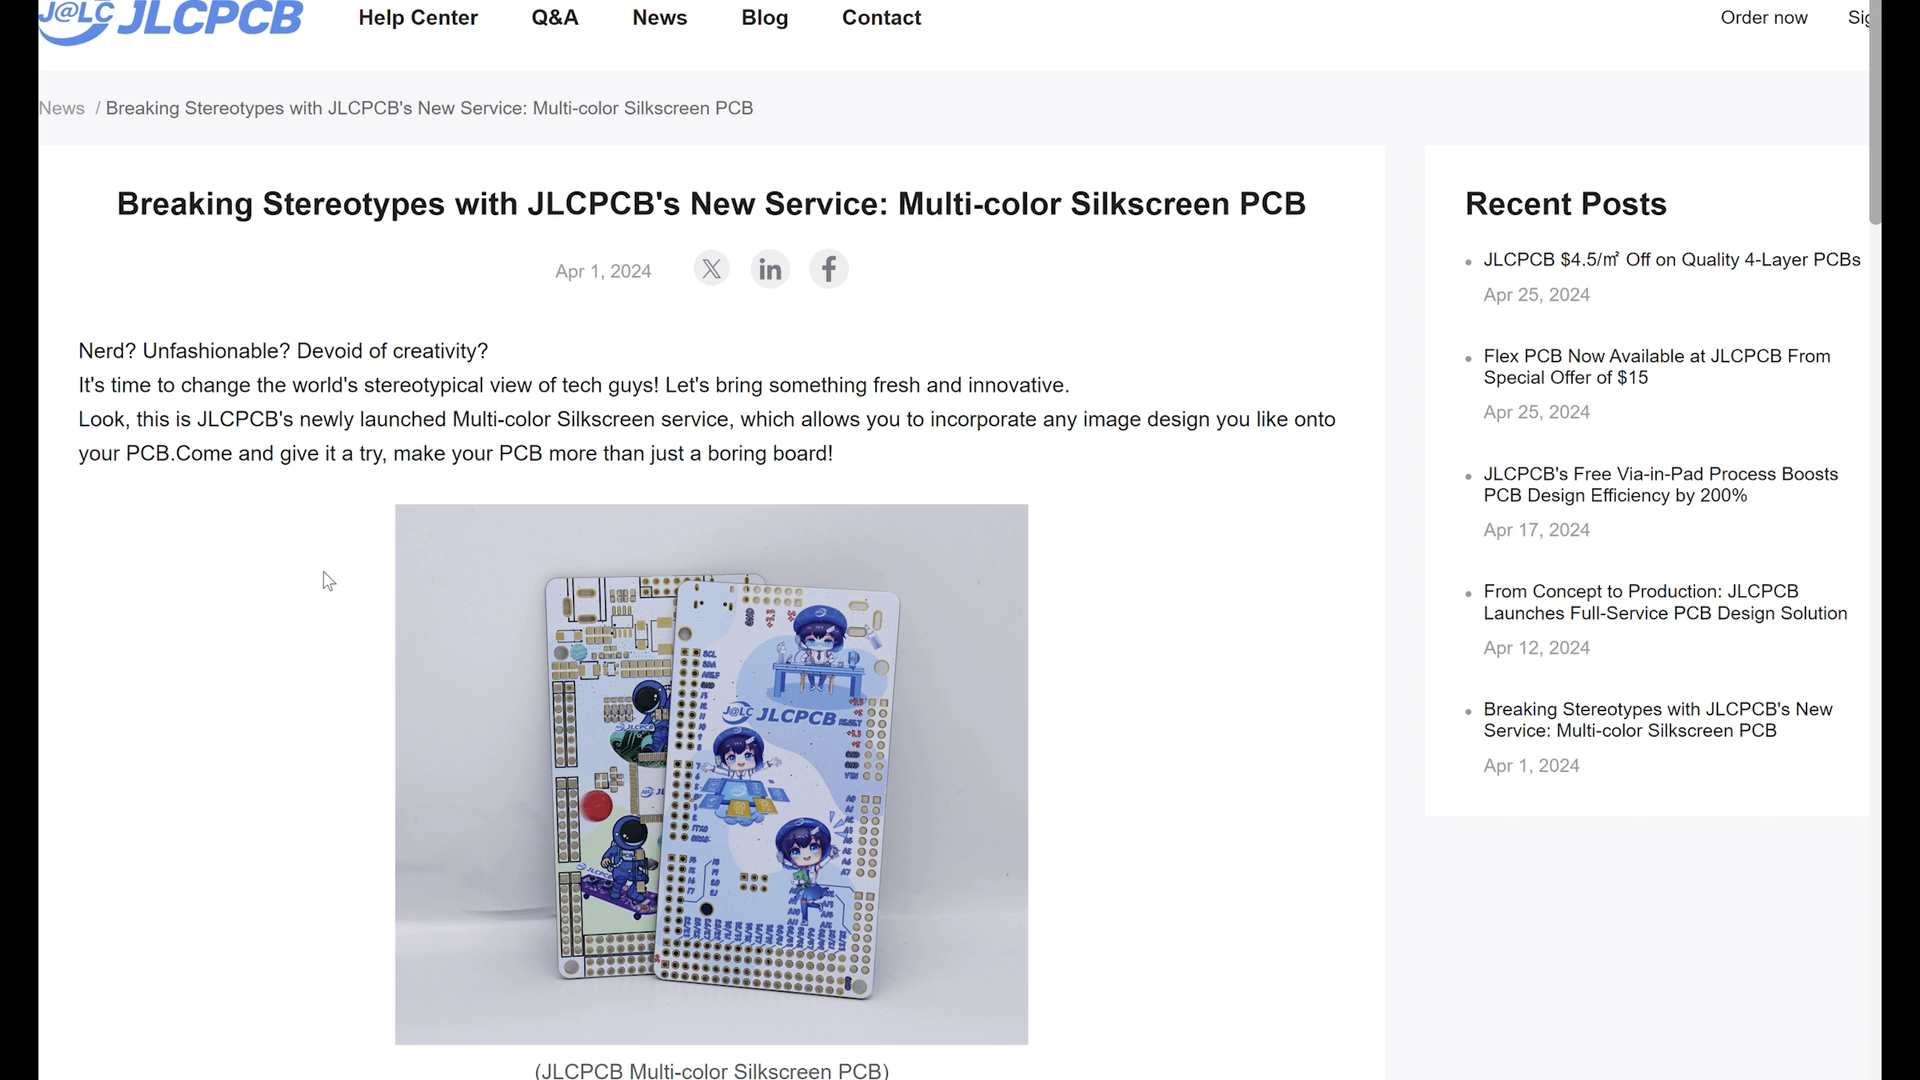 J@LC JLCPCB
Help Center
Q&A
News
Blog
Contact
Order now
News / Breaking Stereotypes with JLCPCB's New Service: Multi-color Silkscreen PCB
Breaking Stereotypes with JLCPCB's New Service: Multi-color Silkscreen PCB
Apr 1, 2024
Nerd? Unfashionable? Devoid of creativity?
It's time to change the world's stereotypical view of tech guys! Let's bring something fresh and innovative.
Look, this is JLCPCB's newly launched Multi-color Silkscreen service, which allows you to incorporate any image design you like onto
your PCB.Come and give it a try, make your PCB more than just a boring board!
J@LC JLCPCB
RESET
SCL
SDA
GND
(JLCPCB Multi-color Silkscreen PCB)
Recent Posts
JLCPCB $4.5/㎡ Off on Quality 4-Layer PCBs
Apr 25, 2024
Flex PCB Now Available at JLCPCB From
Special Offer of $15
Apr 25, 2024
JLCPCB's Free Via-in-Pad Process Boosts
PCB Design Efficiency by 200%
Apr 17, 2024
From Concept to Production: JLCPCB
Launches Full-Service PCB Design Solution
Apr 12, 2024
Breaking Stereotypes with JLCPCB's New
Service: Multi-color Silkscreen PCB
Apr 1, 2024